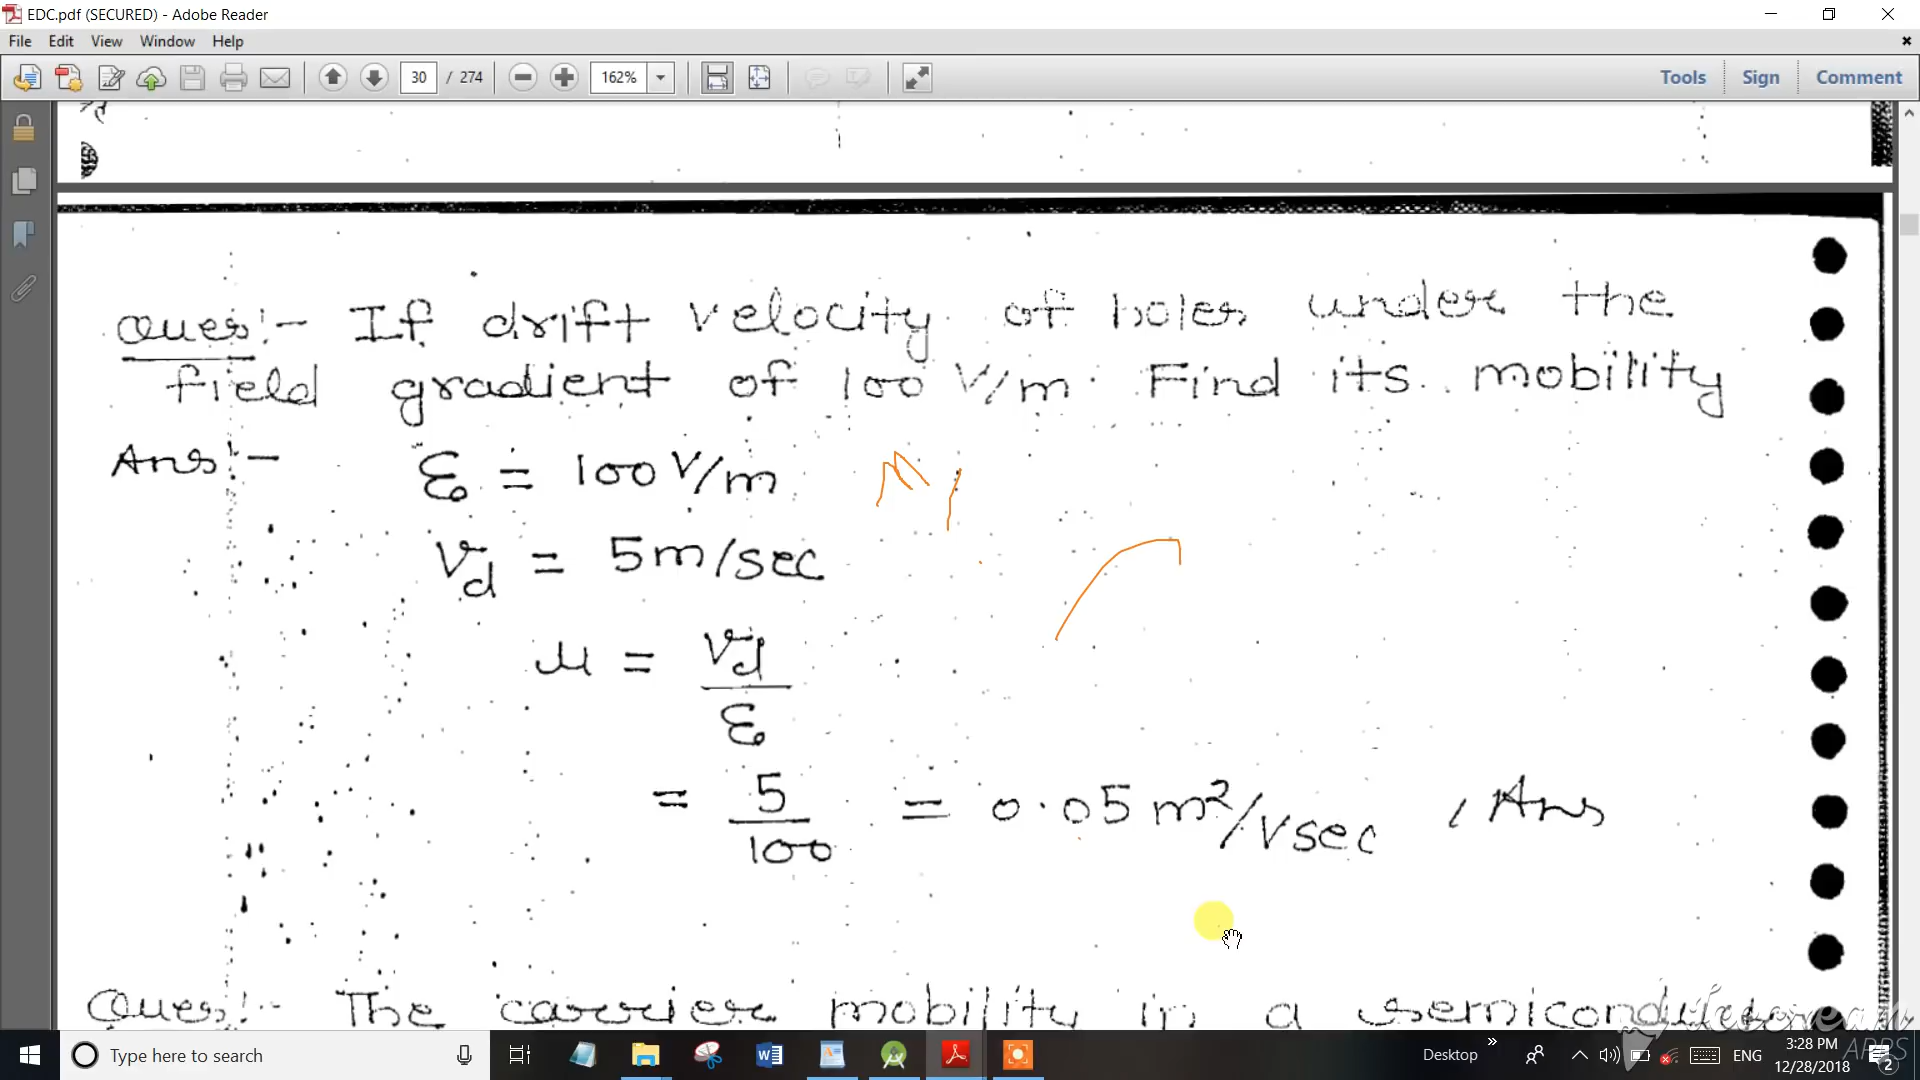 EDC.pdf (SECURED) - Adobe Reader
File Edit View Window Help
30 / 274 162% Tools Sign Comment
Ques:- If drift velocity of holes under the
field gradient of 100 V/m. Find its mobility
Ans:- ℰ = 100 V/m
Vd = 5 m/sec
μ = Vd/ℰ
= 5/100 = 0.05 m²/Vsec , Ans
Ques:- The carrier mobility in a semiconductor
Type here to search Desktop » ENG 3:28 PM
12/28/2018 2
APPS